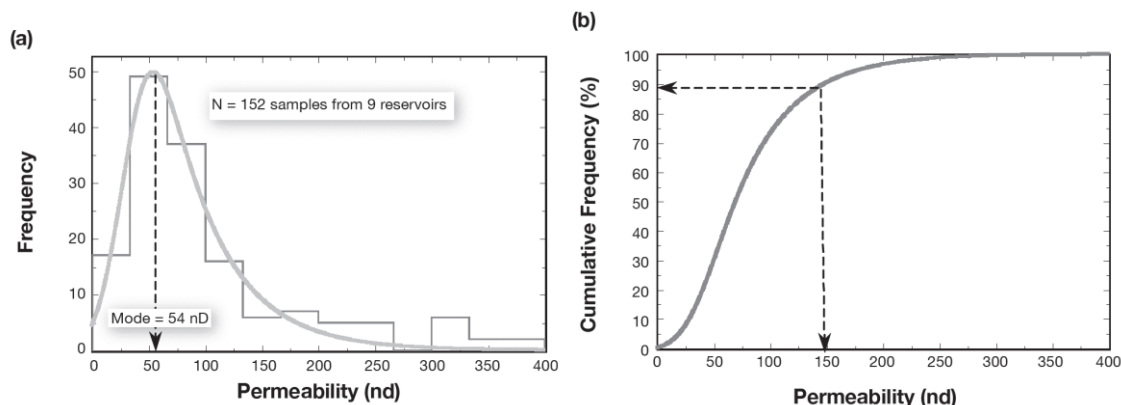 (a)
Frequency
50
40
30
20
10
0
N = 152 samples from 9 reservoirs
Mode = 54 nD
0 50 100 150 200 250 300 350 400
Permeability (nd)
(b)
Cumulative Frequency (%)
100
90
80
70
60
50
40
30
20
10
0
0 50 100 150 200 250 300 350 400
Permeability (nd)